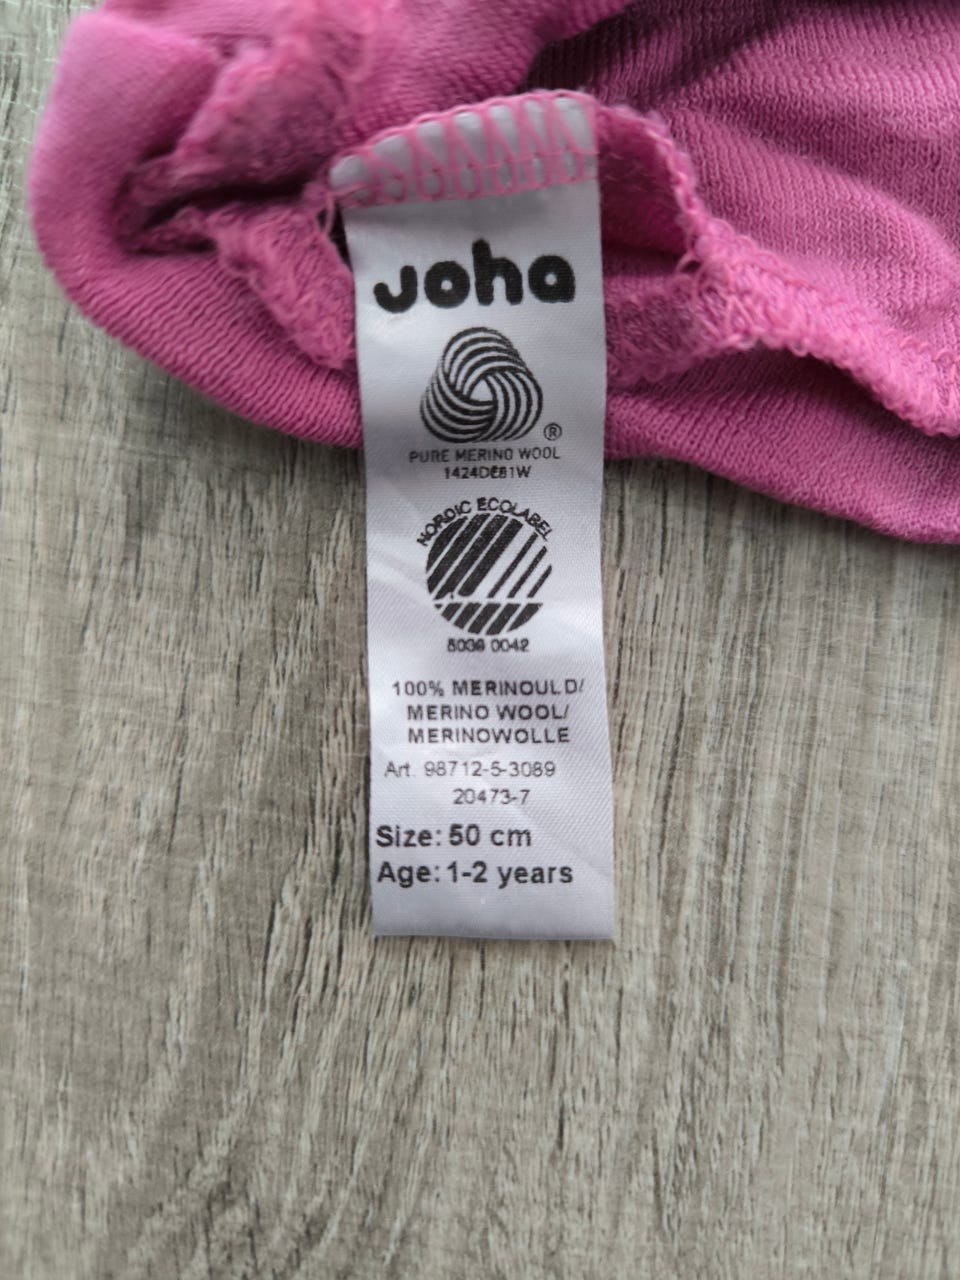 joha
®
PURE MERINO WOOL
1424DE81W
NORDIC ECOLABEL
5039 0042
100% MERINOULD/
MERINO WOOL/
MERINOWOLLE
Art. 98712-5-3089
20473-7
Size: 50 cm
Age: 1-2 years